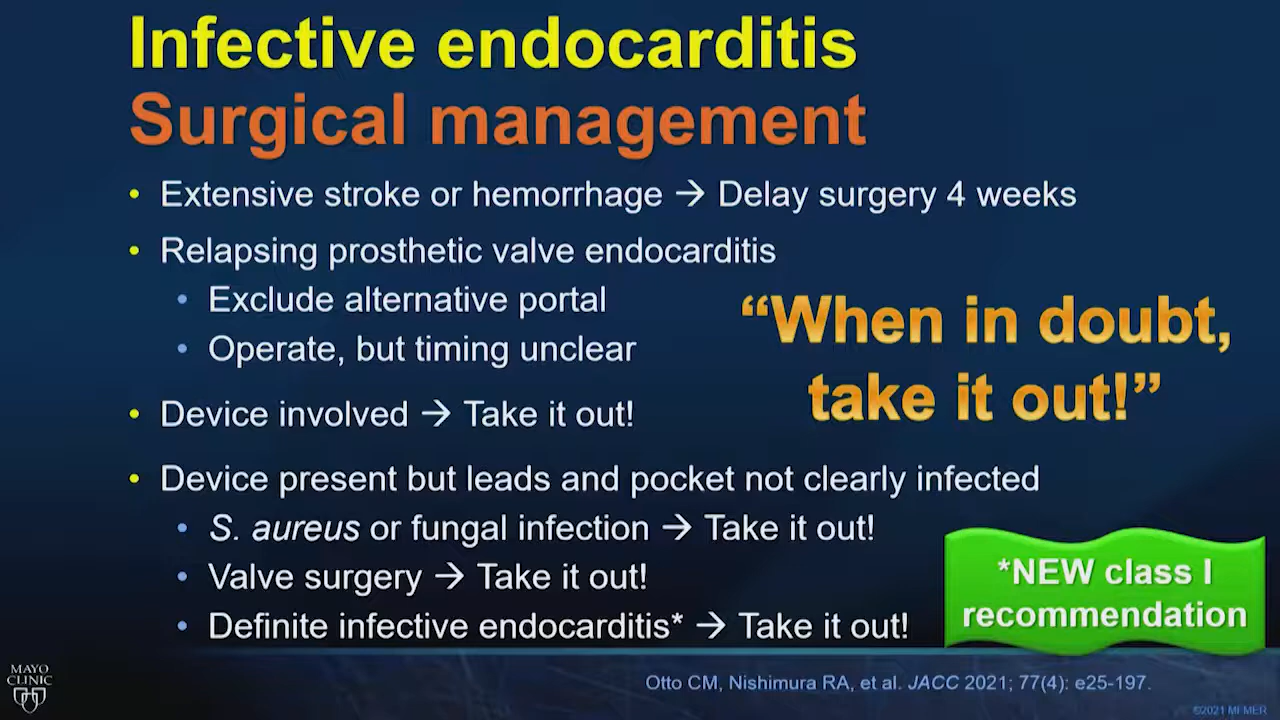 Infective endocarditis
Surgical management
• Extensive stroke or hemorrhage → Delay surgery 4 weeks
• Relapsing prosthetic valve endocarditis
• Exclude alternative portal
• Operate, but timing unclear
“When in doubt,
take it out!”
• Device involved → Take it out!
• Device present but leads and pocket not clearly infected
• S. aureus or fungal infection → Take it out!
• Valve surgery → Take it out!
• Definite infective endocarditis* → Take it out!
*NEW class I
recommendation
MAYO
CLINIC
Otto CM, Nishimura RA, et al. JACC 2021; 77(4): e25-197.
©2021 MFMER